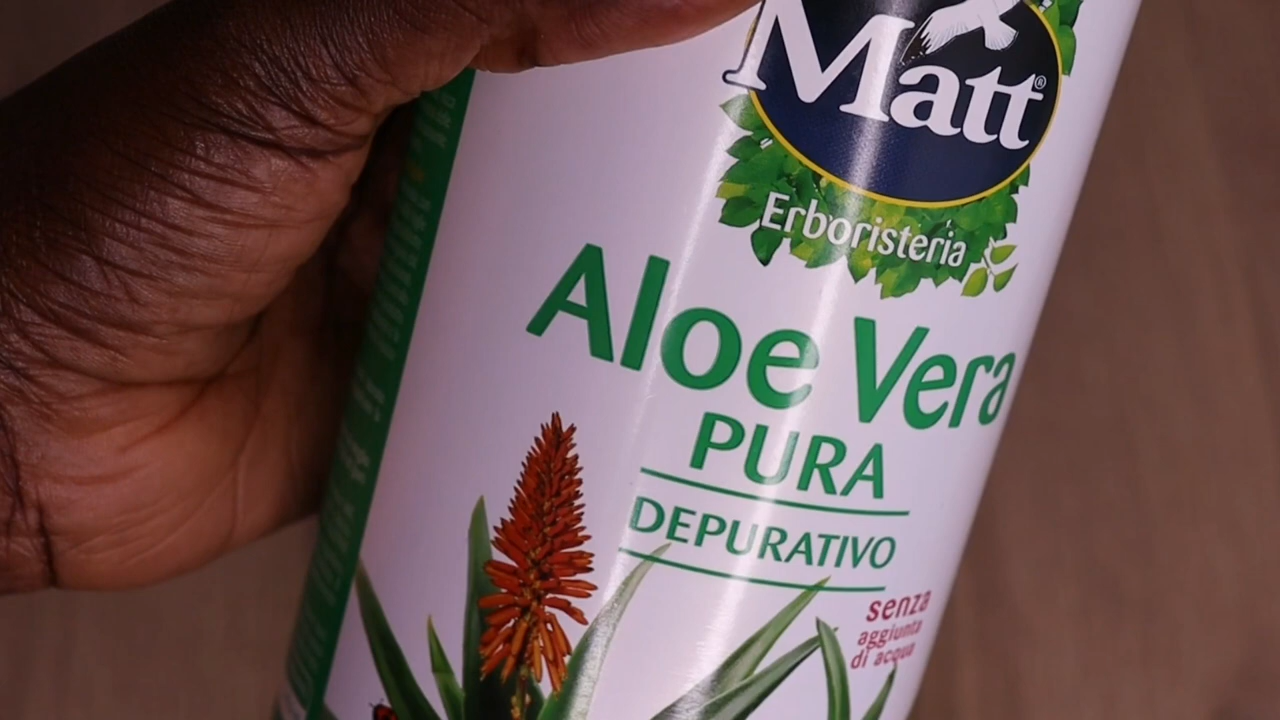 Matt®
Erboristeria
Aloe Vera
PURA
DEPURATIVO
senza
aggiunta
di acqua